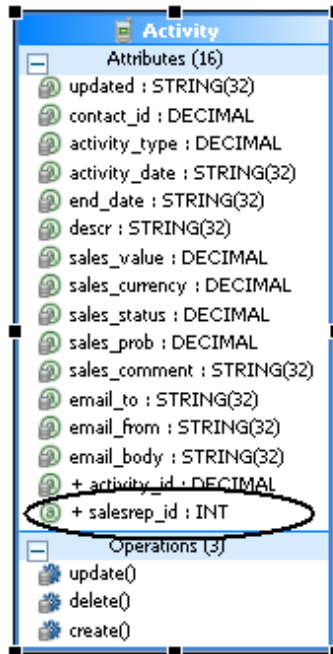 Activity
Attributes (16)
updated : STRING(32)
contact_id : DECIMAL
activity_type : DECIMAL
activity_date : STRING(32)
end_date : STRING(32)
descr : STRING(32)
sales_value : DECIMAL
sales_currency : DECIMAL
sales_status : DECIMAL
sales_prob : DECIMAL
sales_comment : STRING(32)
email_to : STRING(32)
email_from : STRING(32)
email_body : STRING(32)
+ activity_id : DECIMAL
+ salesrep_id : INT
Operations (3)
update()
delete()
create()